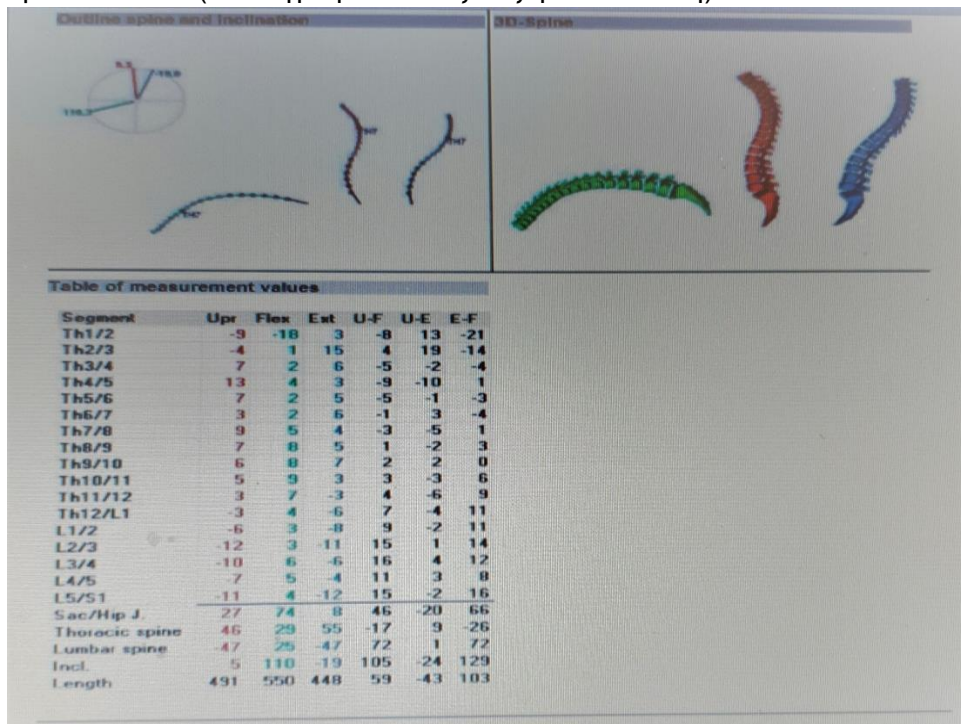 Outline spine and inclination
3D-Spine
TH7
TH7
TH7
Table of measurement values
Segment Upr Flex Ext U-F U-E E-F
Th1/2 -9 -18 3 -8 13 -21
Th2/3 -4 1 15 4 19 -14
Th3/4 7 2 6 -5 -2 -4
Th4/5 13 4 3 -9 -10 1
Th5/6 7 2 5 -5 -1 -3
Th6/7 3 2 6 -1 3 -4
Th7/8 9 5 4 -3 -5 1
Th8/9 7 8 5 1 -2 3
Th9/10 6 8 7 2 2 0
Th10/11 5 9 3 3 -3 6
Th11/12 3 7 -3 4 -6 9
Th12/L1 -3 4 -6 7 -4 11
L1/2 -6 3 -8 9 -2 11
L2/3 -12 3 -11 15 1 14
L3/4 -10 6 -6 16 4 12
L4/5 -7 5 -4 11 3 8
L5/S1 -11 4 -12 15 -2 16
Sac/Hip J. 27 74 8 46 -20 66
Thoracic spine 46 29 55 -17 9 -26
Lumbar spine -47 25 -47 72 1 72
Incl. 5 110 -19 105 -24 129
Length 491 550 448 59 -43 103